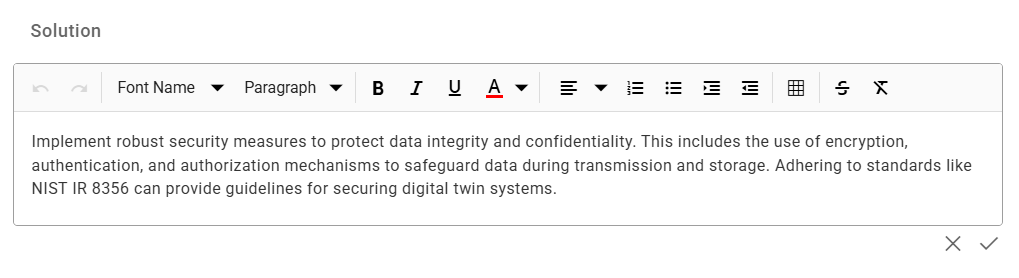 Solution
Font Name Paragraph B I U A S T
Implement robust security measures to protect data integrity and confidentiality. This includes the use of encryption,
authentication, and authorization mechanisms to safeguard data during transmission and storage. Adhering to standards like
NIST IR 8356 can provide guidelines for securing digital twin systems.